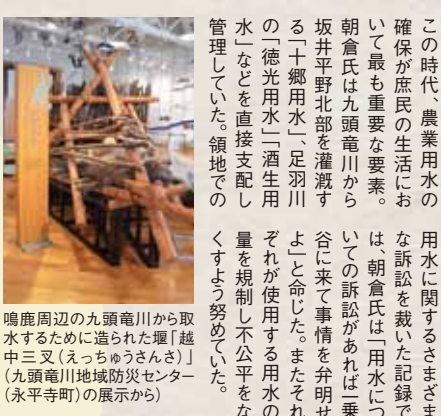 この時代、農業用水の
確保が庶民の生活にお
いて最も重要な要素。
朝倉氏は九頭竜川から
坂井平野北部を灌漑す
る「十郷用水」、足羽川
の「徳光用水」「酒生用
水」などを直接支配し
管理していた。領地での
用水に関するさまざま
な訴訟を裁いた記録で
は、朝倉氏は「用水につ
いての訴訟があれば一乗
谷に来て事情を弁明せ
よ」と命じた。またそれ
ぞれが使用する用水の
量を規制し不公平をな
くすよう努めていた。
鳴鹿周辺の九頭竜川から取
水するために造られた堰「越
中三叉(えっちゅうさんさ)」
(九頭竜川地域防災センター
(永平寺町)の展示から)